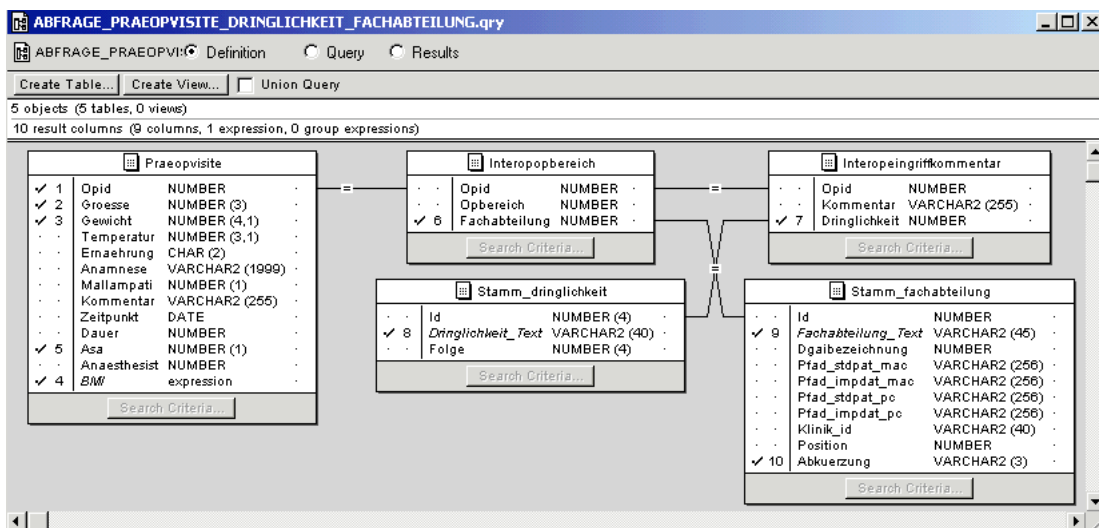 ABFRAGE_PRAEOPVISITE_DRINGLICHKEIT_FACHABTEILUNG.qry
ABFRAGE_PRAEOPVIS Definition Query Results
Create Table... Create View... Union Query
5 objects (5 tables, 0 views)
10 result columns (9 columns, 1 expression, 0 group expressions)
Praeopvisite
1 Opid NUMBER
2 Groesse NUMBER (3)
3 Gewicht NUMBER (4,1)
Temperatur NUMBER (3,1)
Ernaehrung CHAR (2)
Anamnese VARCHAR2 (1999)
Mallampati NUMBER (1)
Kommentar VARCHAR2 (255)
Zeitpunkt DATE
Dauer NUMBER
5 Asa NUMBER (1)
Anaesthesist NUMBER
4 BMI expression
Search Criteria...
=
Interopopbereich
Opid NUMBER
Opbereich NUMBER
6 Fachabteilung NUMBER
Search Criteria...
=
Interopeingriffkommentar
Opid NUMBER
Kommentar VARCHAR2 (255)
7 Dringlichkeit NUMBER
Search Criteria...
=
=
Stamm_dringlichkeit
Id NUMBER (4)
8 Dringlichkeit_Text VARCHAR2 (40)
Folge NUMBER (4)
Search Criteria...
Stamm_fachabteilung
Id NUMBER
9 Fachabteilung_Text VARCHAR2 (45)
Dgaibezeichnung NUMBER
Pfad_stdpat_mac VARCHAR2 (256)
Pfad_impdat_mac VARCHAR2 (256)
Pfad_stdpat_pc VARCHAR2 (256)
Pfad_impdat_pc VARCHAR2 (256)
Klinik_id VARCHAR2 (40)
Position NUMBER
10 Abkuerzung VARCHAR2 (3)
Search Criteria...